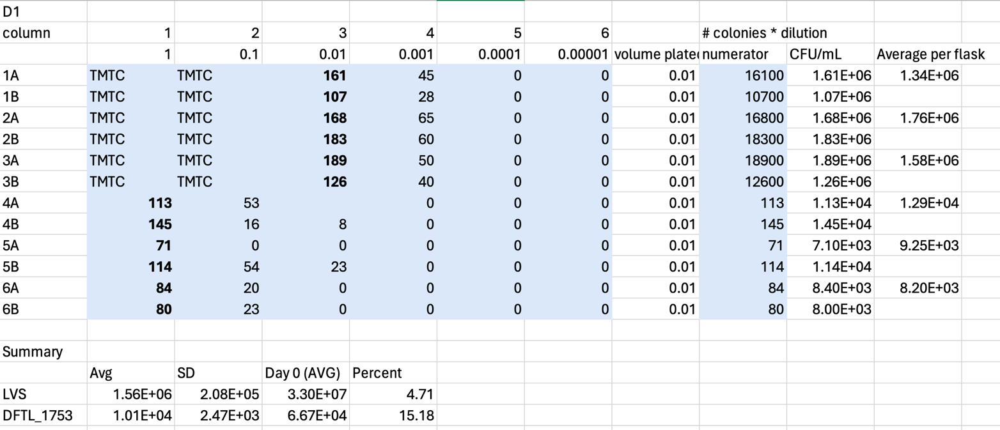 D1
column 1 2 3 4 5 6 # colonies * dilution
1 0.1 0.01 0.001 0.0001 0.00001 volume plated numerator CFU/mL Average per flask
1A TMTC TMTC 161 45 0 0 0.01 16100 1.61E+06 1.34E+06
1B TMTC TMTC 107 28 0 0 0.01 10700 1.07E+06
2A TMTC TMTC 168 65 0 0 0.01 16800 1.68E+06 1.76E+06
2B TMTC TMTC 183 60 0 0 0.01 18300 1.83E+06
3A TMTC TMTC 189 50 0 0 0.01 18900 1.89E+06 1.58E+06
3B TMTC TMTC 126 40 0 0 0.01 12600 1.26E+06
4A 113 53 0 0 0 0.01 113 1.13E+04 1.29E+04
4B 145 16 8 0 0 0 0.01 145 1.45E+04
5A 71 0 0 0 0 0 0.01 71 7.10E+03 9.25E+03
5B 114 54 23 0 0 0 0.01 114 1.14E+04
6A 84 20 0 0 0 0 0.01 84 8.40E+03 8.20E+03
6B 80 23 0 0 0 0 0.01 80 8.00E+03
Summary
Avg SD Day 0 (AVG) Percent
LVS 1.56E+06 2.08E+05 3.30E+07 4.71
DFTL_1753 1.01E+04 2.47E+03 6.67E+04 15.18